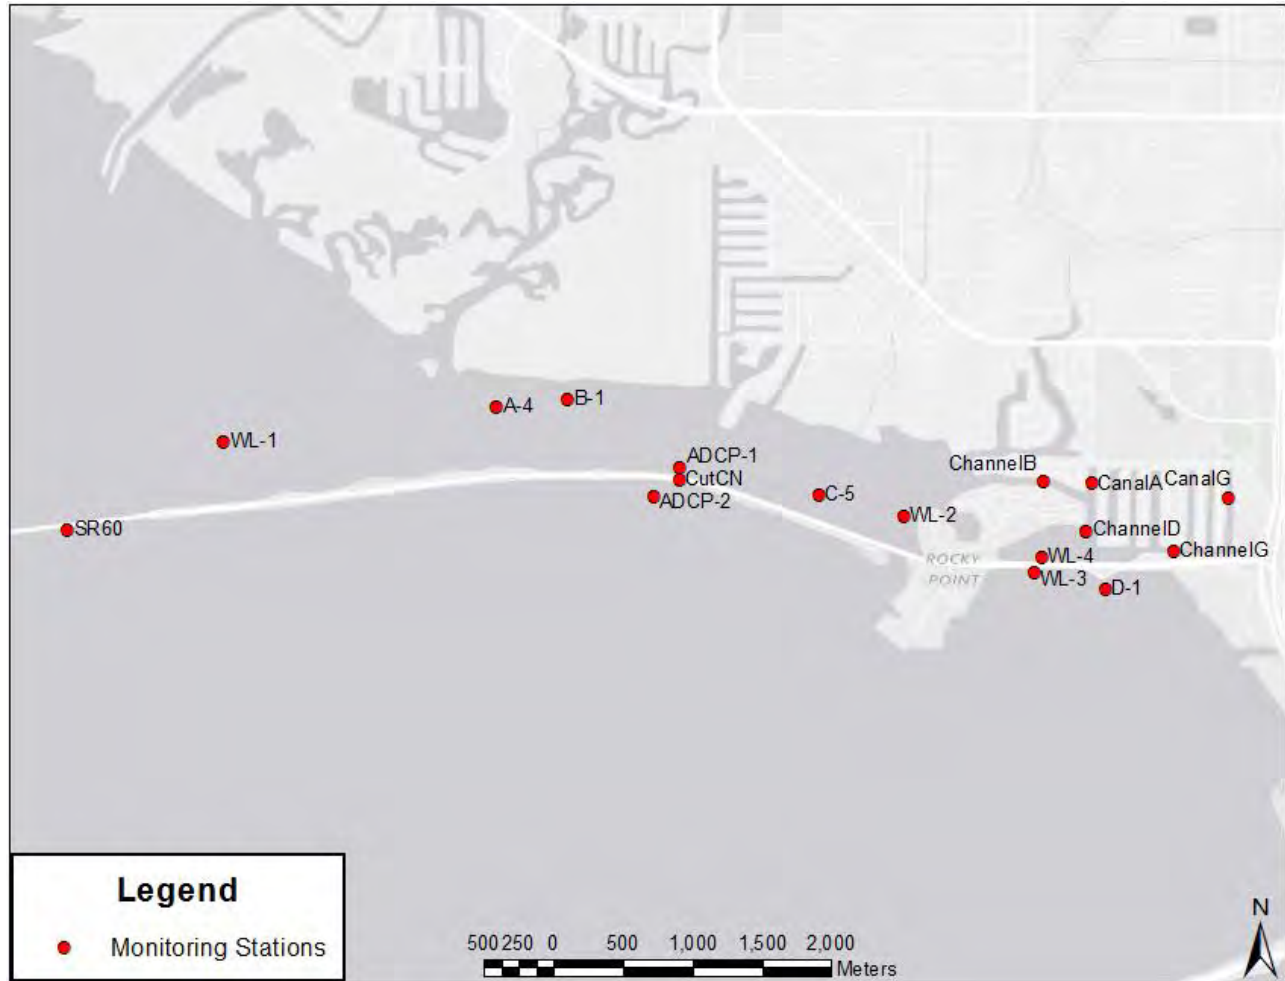 A-4
B-1
WL-1
ADCP-1
CutCN
ADCP-2
C-5
WL-2
ChannelB
CanalA
CanalG
SR60
ChannelD
ROCKY
POINT
WL-4
ChannelG
WL-3
D-1
Legend
Monitoring Stations
500 250 0 500 1,000 1,500 2,000
Meters
N